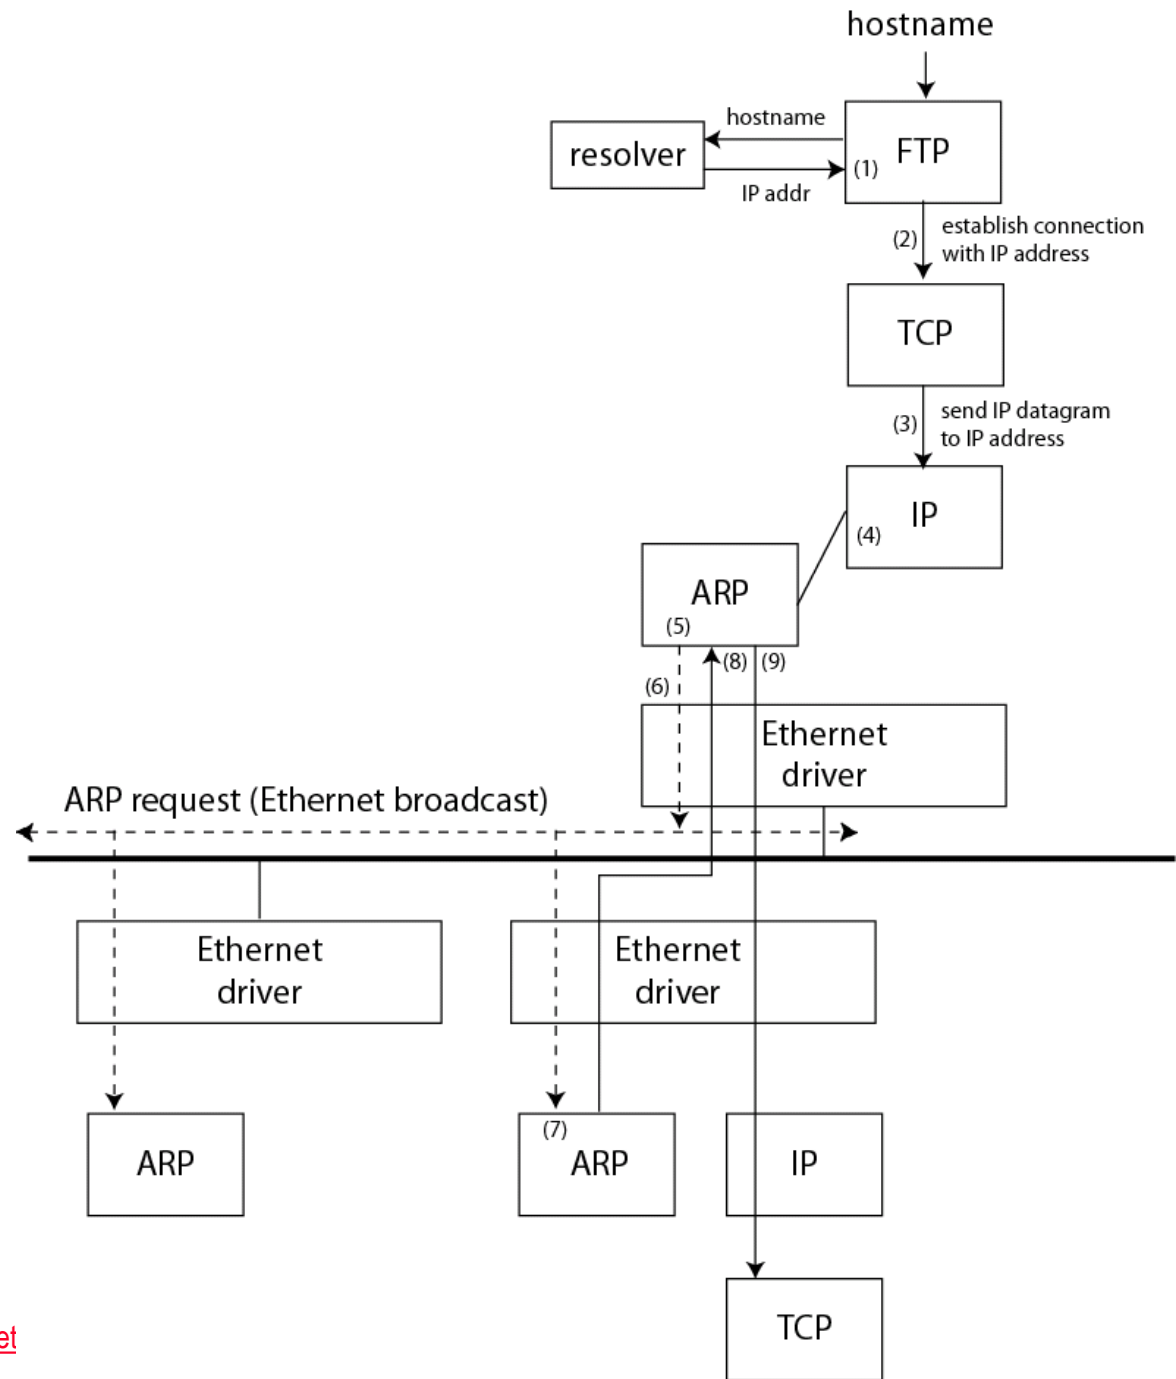 hostname
hostname
resolver
FTP
(1)
IP addr
(2)
establish connection
with IP address
TCP
(3)
send IP datagram
to IP address
IP
(4)
ARP
(5)
(6)
(8)
(9)
Ethernet
driver
ARP request (Ethernet broadcast)
Ethernet
driver
Ethernet
driver
ARP
(7)
ARP
IP
TCP
et